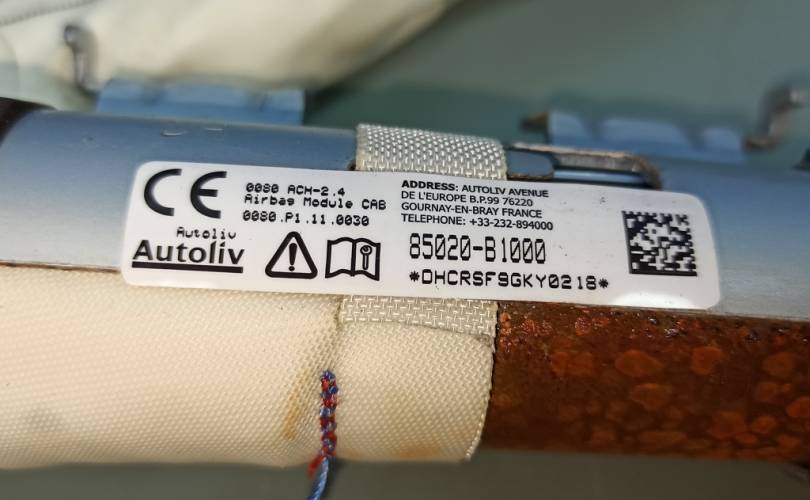 CE
0080 ACH-2.4
Airbag Module CAB
0080.P1.11.0030
ADDRESS: AUTOLIV AVENUE
DE L'EUROPE B.P.99 76220
GOURNAY-EN-BRAY FRANCE
TELEPHONE: +33-232-894000
Autoliv
Autoliv
85020-B1000
*DHCRSF9GKY0218*